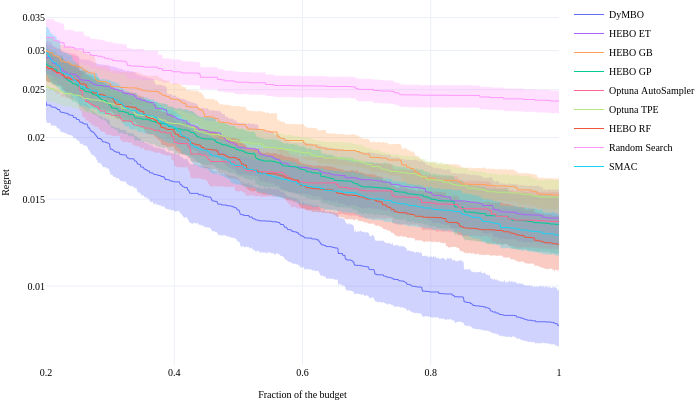 0.035
0.03
0.025
0.02
0.015
0.01
Regret
0.2
0.4
0.6
0.8
1
Fraction of the budget
DyMBO
HEBO ET
HEBO GB
HEBO GP
Optuna AutoSampler
Optuna TPE
HEBO RF
Random Search
SMAC